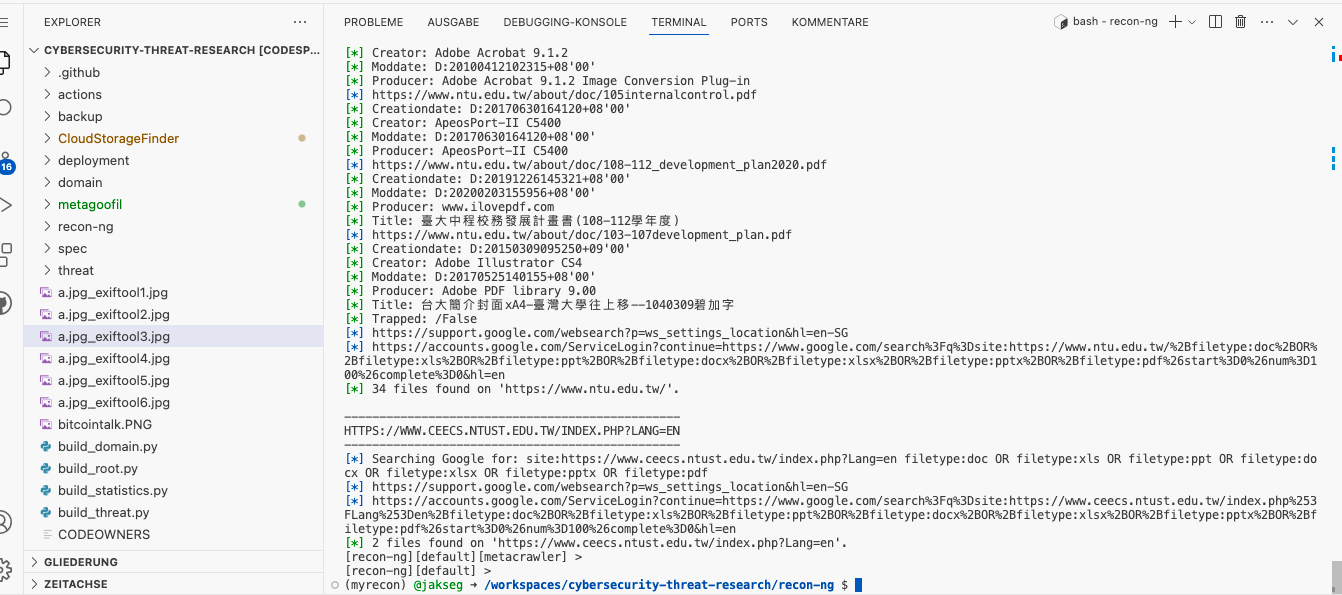 EXPLORER
CYBERSECURITY-THREAT-RESEARCH [CODESP...
.github
actions
backup
CloudStorageFinder
deployment
domain
metagoofil
recon-ng
spec
threat
a.jpg_exiftool1.jpg
a.jpg_exiftool2.jpg
a.jpg_exiftool3.jpg
a.jpg_exiftool4.jpg
a.jpg_exiftool5.jpg
a.jpg_exiftool6.jpg
bitcointalk.PNG
build_domain.py
build_root.py
build_statistics.py
build_threat.py
CODEOWNERS
GLIEDERUNG
ZEITACHSE
16
PROBLEME AUSGABE DEBUGGING-KONSOLE TERMINAL PORTS KOMMENTARE
bash - recon-ng
[*] Creator: Adobe Acrobat 9.1.2
[*] Moddate: D:20100412102315+08'00'
[*] Producer: Adobe Acrobat 9.1.2 Image Conversion Plug-in
[*] https://www.ntu.edu.tw/about/doc/105internalcontrol.pdf
[*] Creationdate: D:20170630164120+08'00'
[*] Creator: ApeosPort-II C5400
[*] Moddate: D:20170630164120+08'00'
[*] Producer: ApeosPort-II C5400
[*] https://www.ntu.edu.tw/about/doc/108-112_development_plan2020.pdf
[*] Creationdate: D:20191226145321+08'00'
[*] Moddate: D:20200203155956+08'00'
[*] Producer: www.ilovepdf.com
[*] Title: 臺大中程校務發展計畫書(108-112學年度)
[*] https://www.ntu.edu.tw/about/doc/103-107development_plan.pdf
[*] Creationdate: D:20150309095250+09'00'
[*] Creator: Adobe Illustrator CS4
[*] Moddate: D:20170525140155+08'00'
[*] Producer: Adobe PDF library 9.00
[*] Title: 台大簡介封面xA4-臺灣大學往上移--1040309碧加字
[*] Trapped: /False
[*] https://support.google.com/websearch?p=ws_settings_location&hl=en-SG
[*] https://accounts.google.com/ServiceLogin?continue=https://www.google.com/search%3Fq%3Dsite:https://www.ntu.edu.tw/%2Bfiletype:doc%2BOR%
2Bfiletype:xls%2BOR%2Bfiletype:ppt%2BOR%2Bfiletype:docx%2BOR%2Bfiletype:xlsx%2BOR%2Bfiletype:pptx%2BOR%2Bfiletype:pdf%26start%3D0%26num%3D1
00%26complete%3D0&hl=en
[*] 34 files found on 'https://www.ntu.edu.tw/'.
------------------------------------------------
HTTPS://WWW.CEECS.NTUST.EDU.TW/INDEX.PHP?LANG=EN
------------------------------------------------
[*] Searching Google for: site:https://www.ceecs.ntust.edu.tw/index.php?Lang=en filetype:doc OR filetype:xls OR filetype:ppt OR filetype:do
cx OR filetype:xlsx OR filetype:pptx OR filetype:pdf
[*] https://support.google.com/websearch?p=ws_settings_location&hl=en-SG
[*] https://accounts.google.com/ServiceLogin?continue=https://www.google.com/search%3Fq%3Dsite:https://www.ceecs.ntust.edu.tw/index.php%253
FLang%253Den%2Bfiletype:doc%2BOR%2Bfiletype:xls%2BOR%2Bfiletype:ppt%2BOR%2Bfiletype:docx%2BOR%2Bfiletype:xlsx%2BOR%2Bfiletype:pptx%2BOR%2Bf
iletype:pdf%26start%3D0%26num%3D100%26complete%3D0&hl=en
[*] 2 files found on 'https://www.ceecs.ntust.edu.tw/index.php?Lang=en'.
[recon-ng][default][metacrawler] >
[recon-ng][default] >
(myrecon) @jakseg → /workspaces/cybersecurity-threat-research/recon-ng $